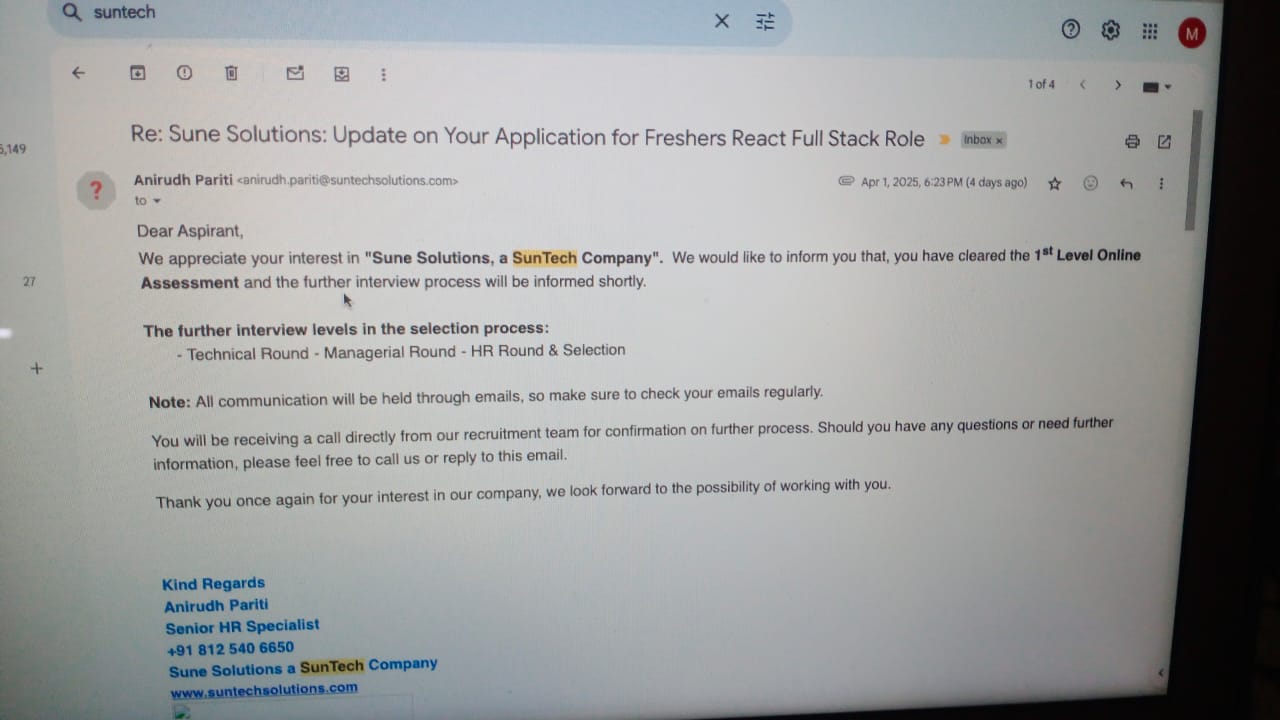 suntech
1 of 4
Re: Sune Solutions: Update on Your Application for Freshers React Full Stack Role
Inbox x
5,149
Anirudh Pariti <anirudh.pariti@suntechsolutions.com>
Apr 1, 2025, 6:23 PM (4 days ago)
to
Dear Aspirant,
We appreciate your interest in "Sune Solutions, a SunTech Company". We would like to inform you that, you have cleared the 1st Level Online
Assessment and the further interview process will be informed shortly.
27
The further interview levels in the selection process:
- Technical Round - Managerial Round - HR Round & Selection
Note: All communication will be held through emails, so make sure to check your emails regularly.
You will be receiving a call directly from our recruitment team for confirmation on further process. Should you have any questions or need further
information, please feel free to call us or reply to this email.
Thank you once again for your interest in our company, we look forward to the possibility of working with you.
Kind Regards
Anirudh Pariti
Senior HR Specialist
+91 812 540 6650
Sune Solutions a SunTech Company
www.suntechsolutions.com
M